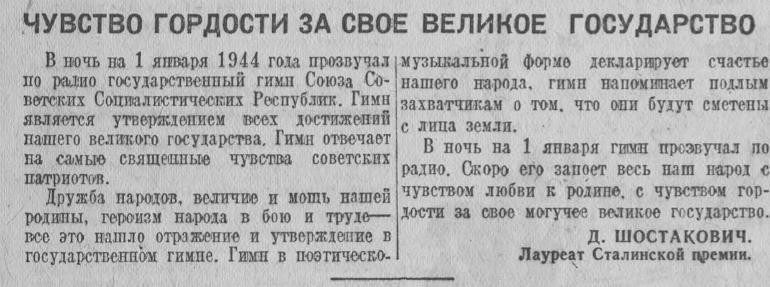 ЧУВСТВО ГОРДОСТИ ЗА СВОЕ ВЕЛИКОЕ ГОСУДАРСТВО
В ночь на 1 января 1944 года прозвучал
по радио государственный гимн Союза Со-
ветских Социалистических Республик. Гимн
является утверждением всех достижений
нашего великого государства. Гимн отвечает
на самые священные чувства советских
патриотов.
Дружба народов, величие и мощь нашей
родины, героизм народа в бою и труде—
все это нашло отражение и утверждение в
государственном гимне. Гимн в поэтическо-
музыкальной форме декларирует счастье
нашего народа, гимн напоминает подлым
захватчикам о том, что они будут сметены
с лица земли.
В ночь на 1 января гимн прозвучал по
радио. Скоро его запоет весь наш народ с
чувством любви к родине, с чувством гор-
дости за свое могучее великое государство.
Д. ШОСТАКОВИЧ.
Лауреат Сталинской премии.